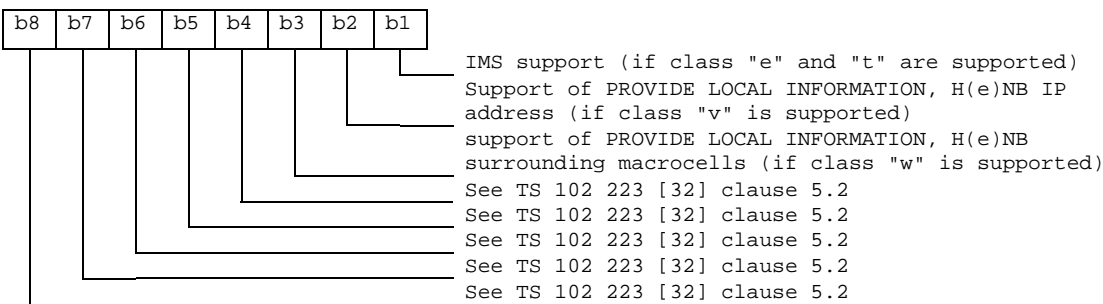 b8 b7 b6 b5 b4 b3 b2 b1
IMS support (if class "e" and "t" are supported)
Support of PROVIDE LOCAL INFORMATION, H(e)NB IP
address (if class "v" is supported)
support of PROVIDE LOCAL INFORMATION, H(e)NB
surrounding macrocells (if class "w" is supported)
See TS 102 223 [32] clause 5.2
See TS 102 223 [32] clause 5.2
See TS 102 223 [32] clause 5.2
See TS 102 223 [32] clause 5.2
See TS 102 223 [32] clause 5.2